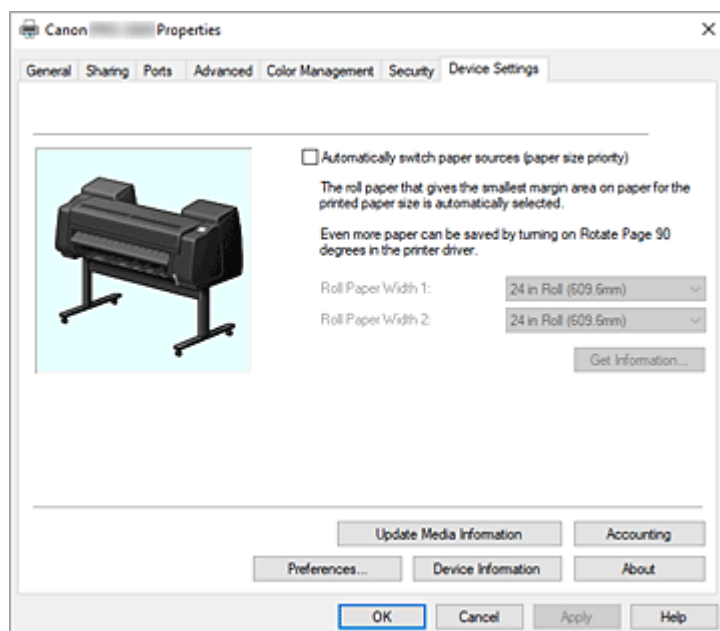 Canon Properties
General Sharing Ports Advanced Color Management Security Device Settings
Automatically switch paper sources (paper size priority)
The roll paper that gives the smallest margin area on paper for the
printed paper size is automatically selected.
Even more paper can be saved by turning on Rotate Page 90
degrees in the printer driver.
Roll Paper Width 1: 24 in Roll (609.6mm)
Roll Paper Width 2: 24 in Roll (609.6mm)
Get Information...
Update Media Information Accounting
Preferences... Device Information About
OK Cancel Apply Help